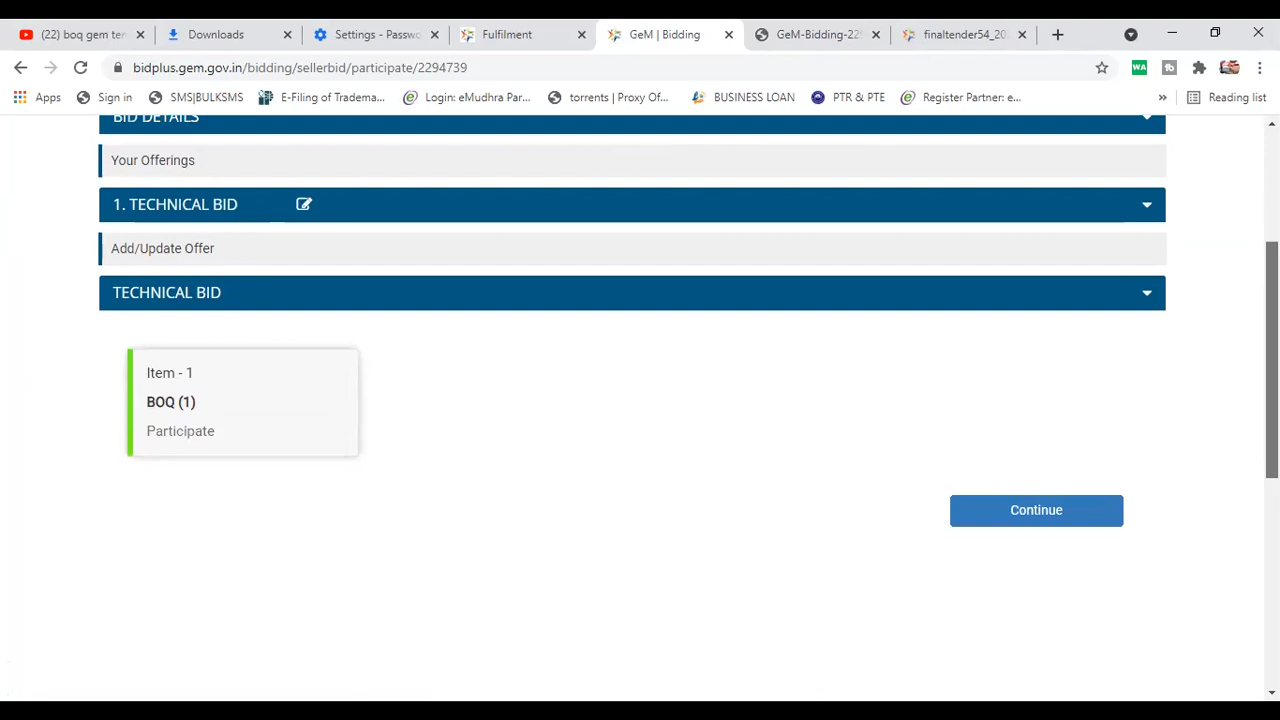 (22) boq gem ten
Downloads
Settings - Passwo
Fulfilment
GeM | Bidding
GeM-Bidding-229
finaltender54_202
bidplus.gem.gov.in/bidding/sellerbid/participate/2294739
Apps
Sign in
SMS|BULKSMS
E-Filing of Tradema...
Login: eMudhra Par...
torrents | Proxy Of...
BUSINESS LOAN
PTR & PTE
Register Partner: e...
»
Reading list
BID DETAILS
Your Offerings
1. TECHNICAL BID
Add/Update Offer
TECHNICAL BID
Item - 1
BOQ (1)
Participate
Continue